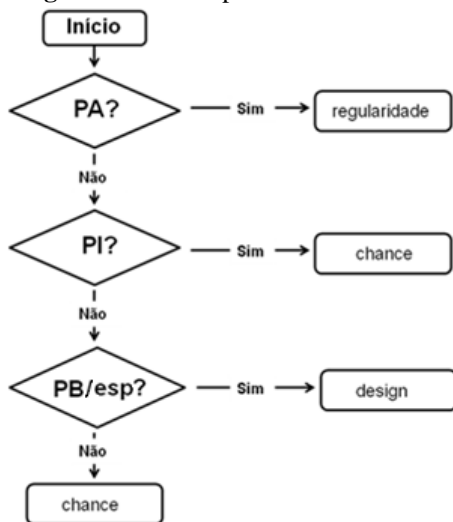 Início
PA?
Sim
regularidade
Não
PI?
Sim
chance
Não
PB/esp?
Sim
design
Não
chance